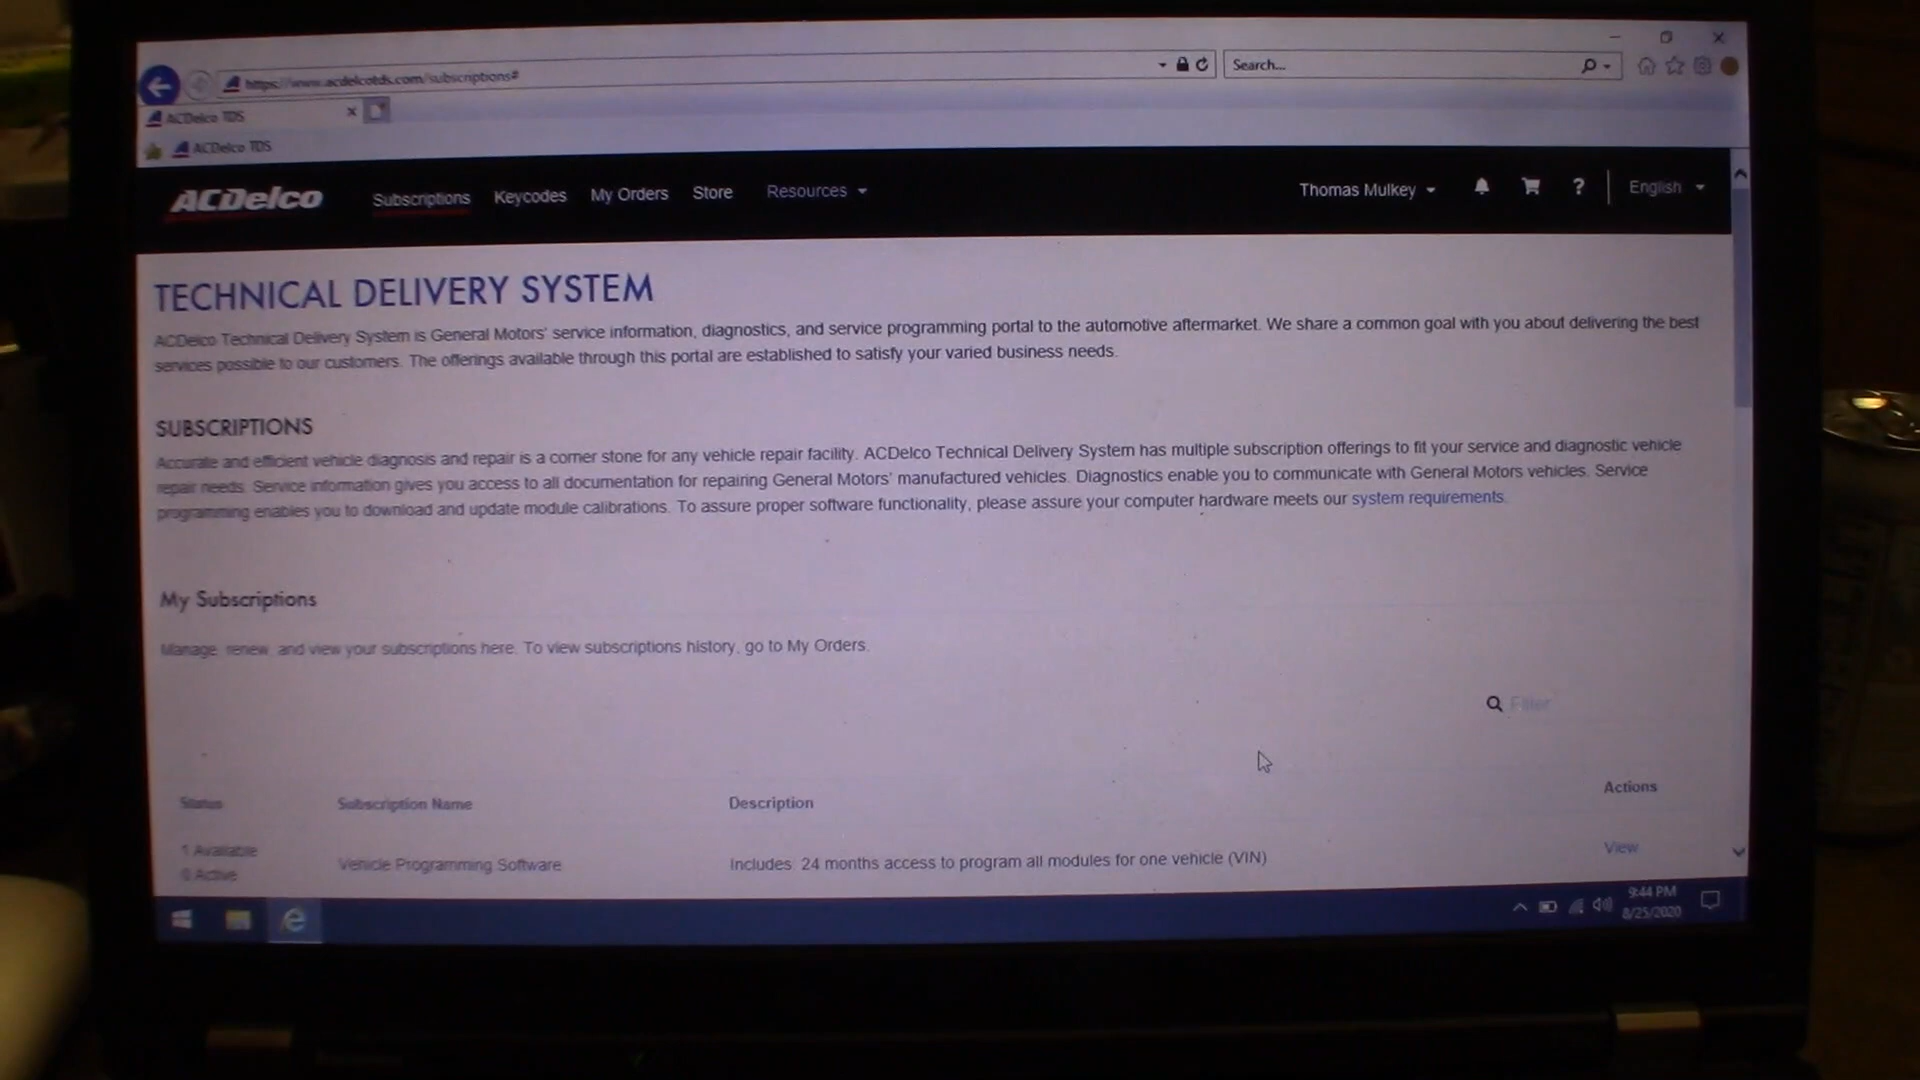 https://www.acdelcotds.com/subscriptions#
Search...
ACDelco TDS
ACDelco TDS
ACDelco Subscriptions Keycodes My Orders Store Resources Thomas Mulkey ? English
TECHNICAL DELIVERY SYSTEM
ACDelco Technical Delivery System is General Motors' service information, diagnostics, and service programming portal to the automotive aftermarket. We share a common goal with you about delivering the best
services possible to our customers. The offerings available through this portal are established to satisfy your varied business needs.
SUBSCRIPTIONS
Accurate and efficient vehicle diagnosis and repair is a corner stone for any vehicle repair facility. ACDelco Technical Delivery System has multiple subscription offerings to fit your service and diagnostic vehicle
repair needs. Service information gives you access to all documentation for repairing General Motors' manufactured vehicles. Diagnostics enable you to communicate with General Motors vehicles. Service
programming enables you to download and update module calibrations. To assure proper software functionality, please assure your computer hardware meets our system requirements.
My Subscriptions
Manage, renew, and view your subscriptions here. To view subscriptions history, go to My Orders.
Filter
Status Subscription Name Description Actions
1 Available
0 Active
Vehicle Programming Software Includes: 24 months access to program all modules for one vehicle (VIN) View
9:44 PM
8/25/2020